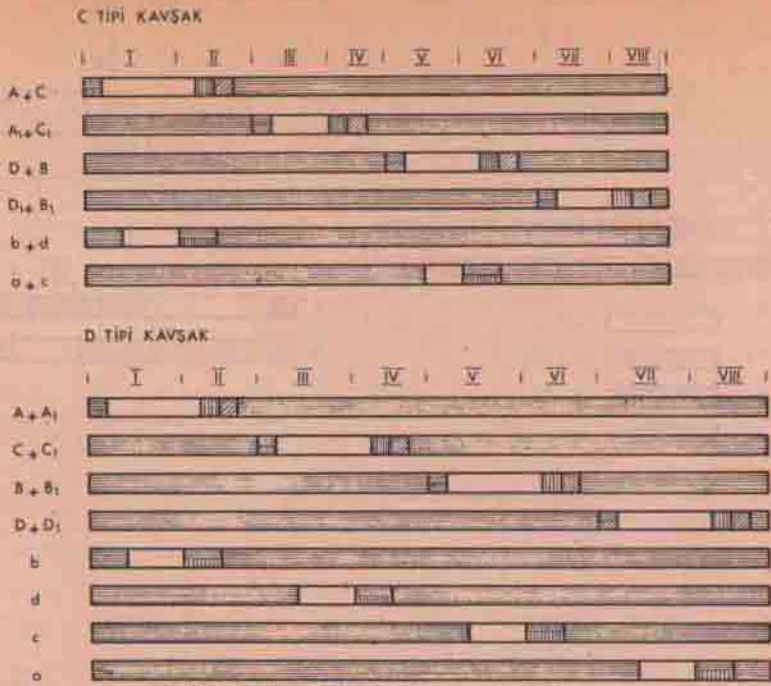 C TİPİ KAVŞAK
I II III IV V VI VII VIII
A+C
A₁+C₁
D+B
D₁+B₁
b+d
a+c
D TİPİ KAVŞAK
I II III IV V VI VII VIII
A+A₁
C+C₁
B+B₁
D+D₁
b
d
c
a